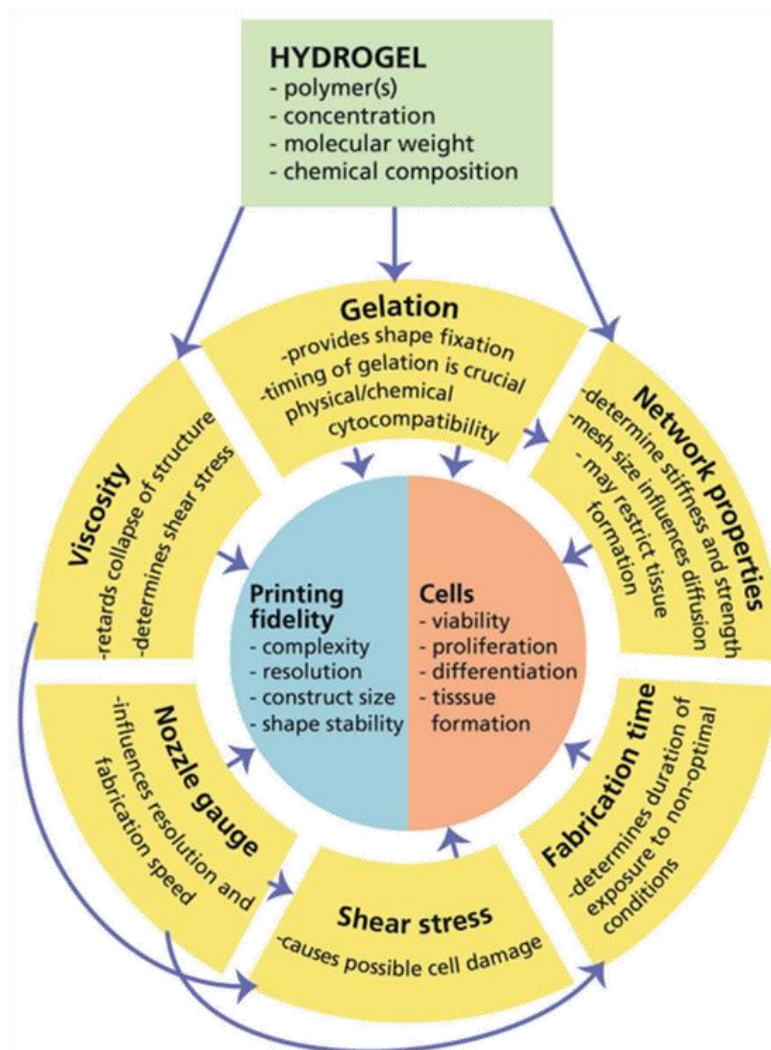 HYDROGEL
- polymer(s)
- concentration
- molecular weight
- chemical composition
Gelation
-provides shape fixation
-timing of gelation is crucial
physical/chemical
cytocompatibility
Viscosity
-retards collapse of structure
-determines shear stress
Network properties
-determine stiffness and strength
-mesh size influences diffusion
- may restrict tissue
formation
Printing
fidelity
- complexity
- resolution
- construct size
- shape stability
Cells
- viability
- proliferation
- differentiation
- tisssue
formation
Nozzle gauge
-influences resolution and
fabrication speed
Shear stress
-causes possible cell damage
Fabrication time
-determines duration of
exposure to non-optimal
conditions